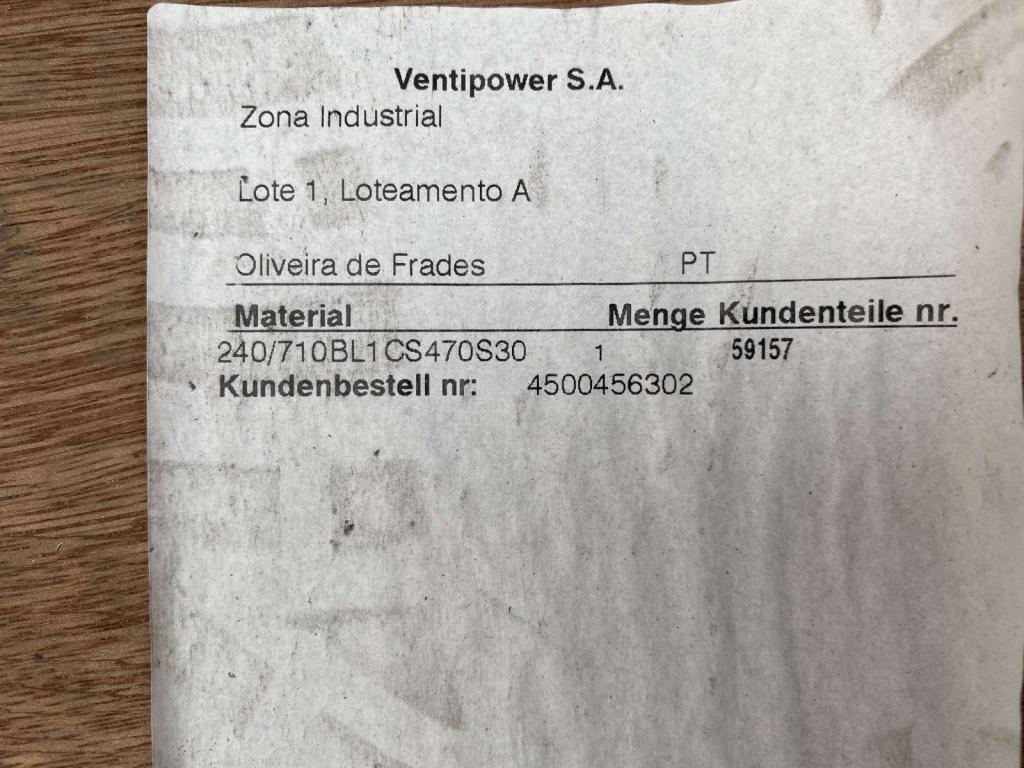 Ventipower S.A.
Zona Industrial
Lote 1, Loteamento A
Oliveira de Frades PT
Material Menge Kundenteile nr.
240/710BL1CS470S30 1 59157
Kundenbestell nr: 4500456302